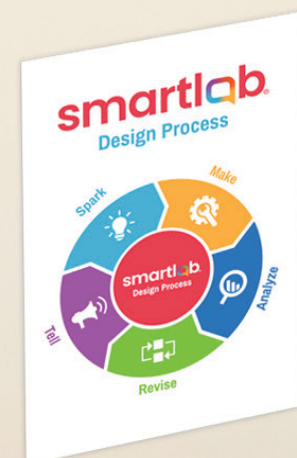 smartlab
Design Process
Spark
Make
Analyze
Revise
Tell
smartlab
Design Process